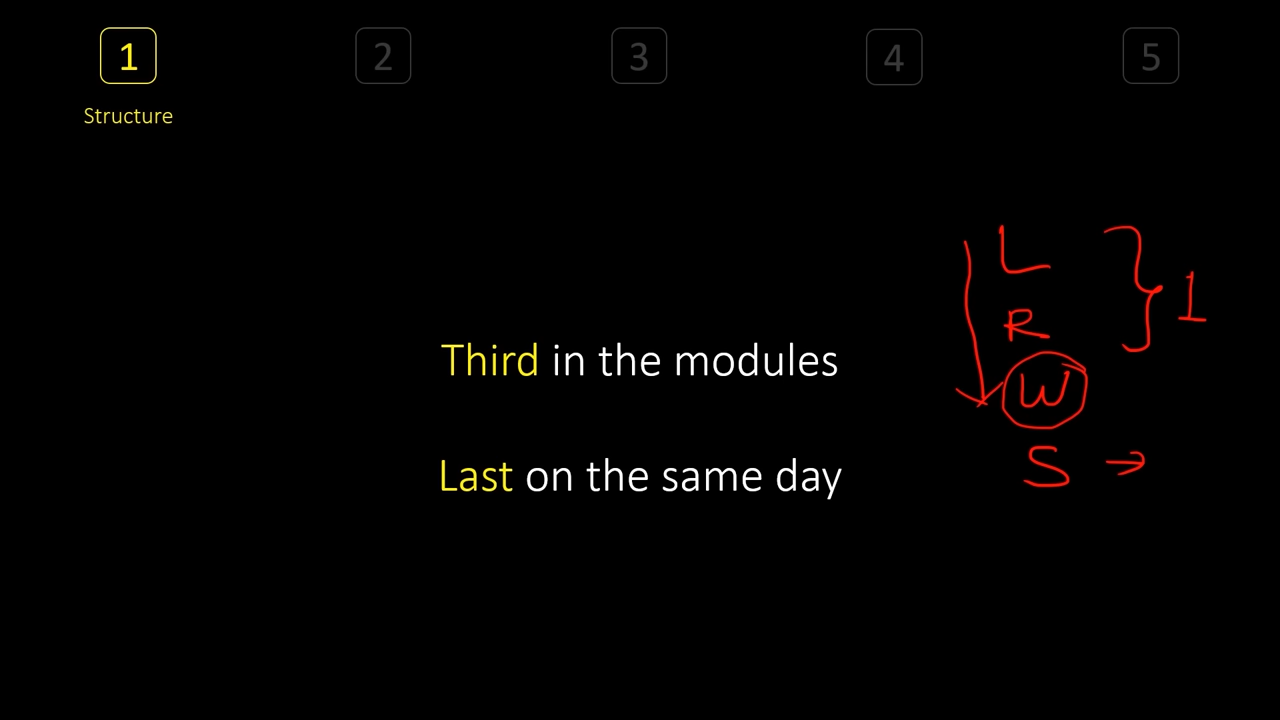 1 2 3 4 5
Structure
L
R
1
Third in the modules
W
Last on the same day
S →